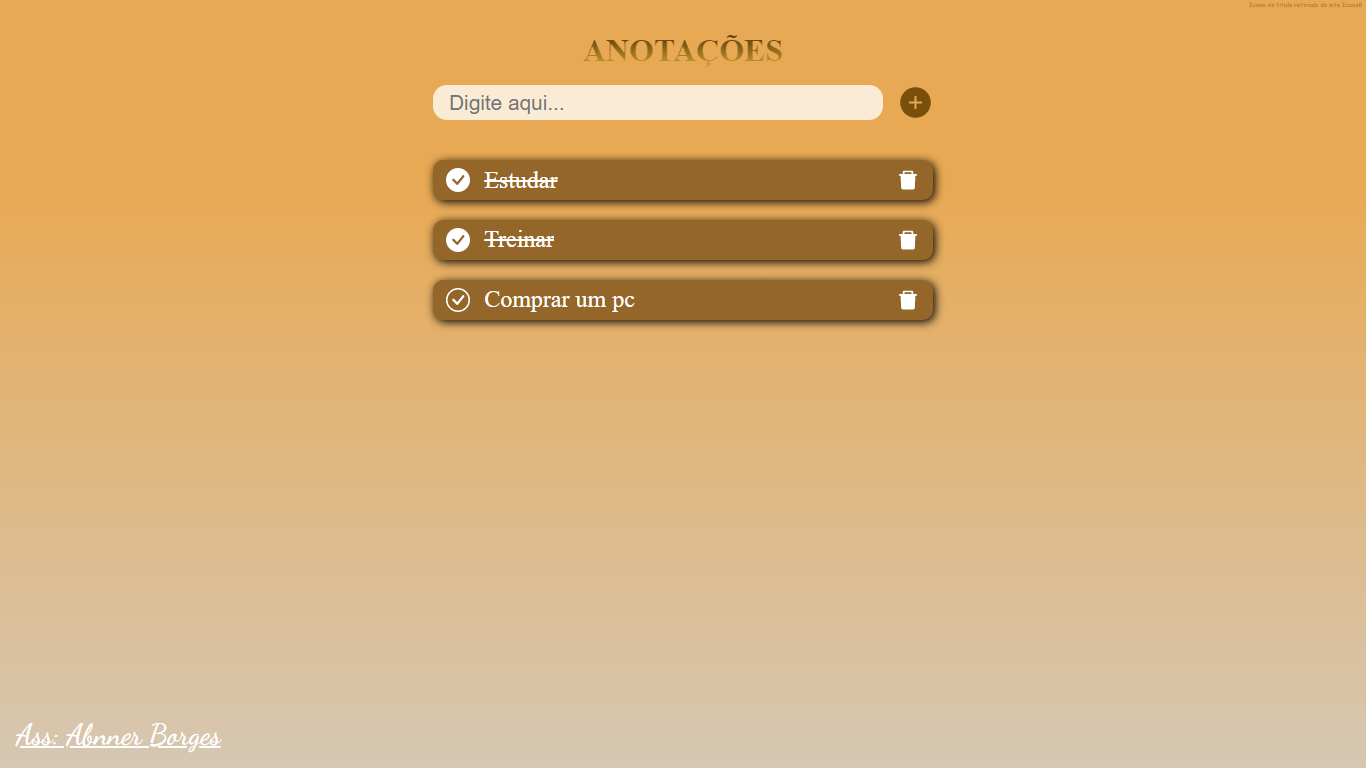 Ícone do título retirado do site Icons8
ANOTAÇÕES
Digite aqui...
Estudar
Treinar
Comprar um pc
Ass: Abnner Borges